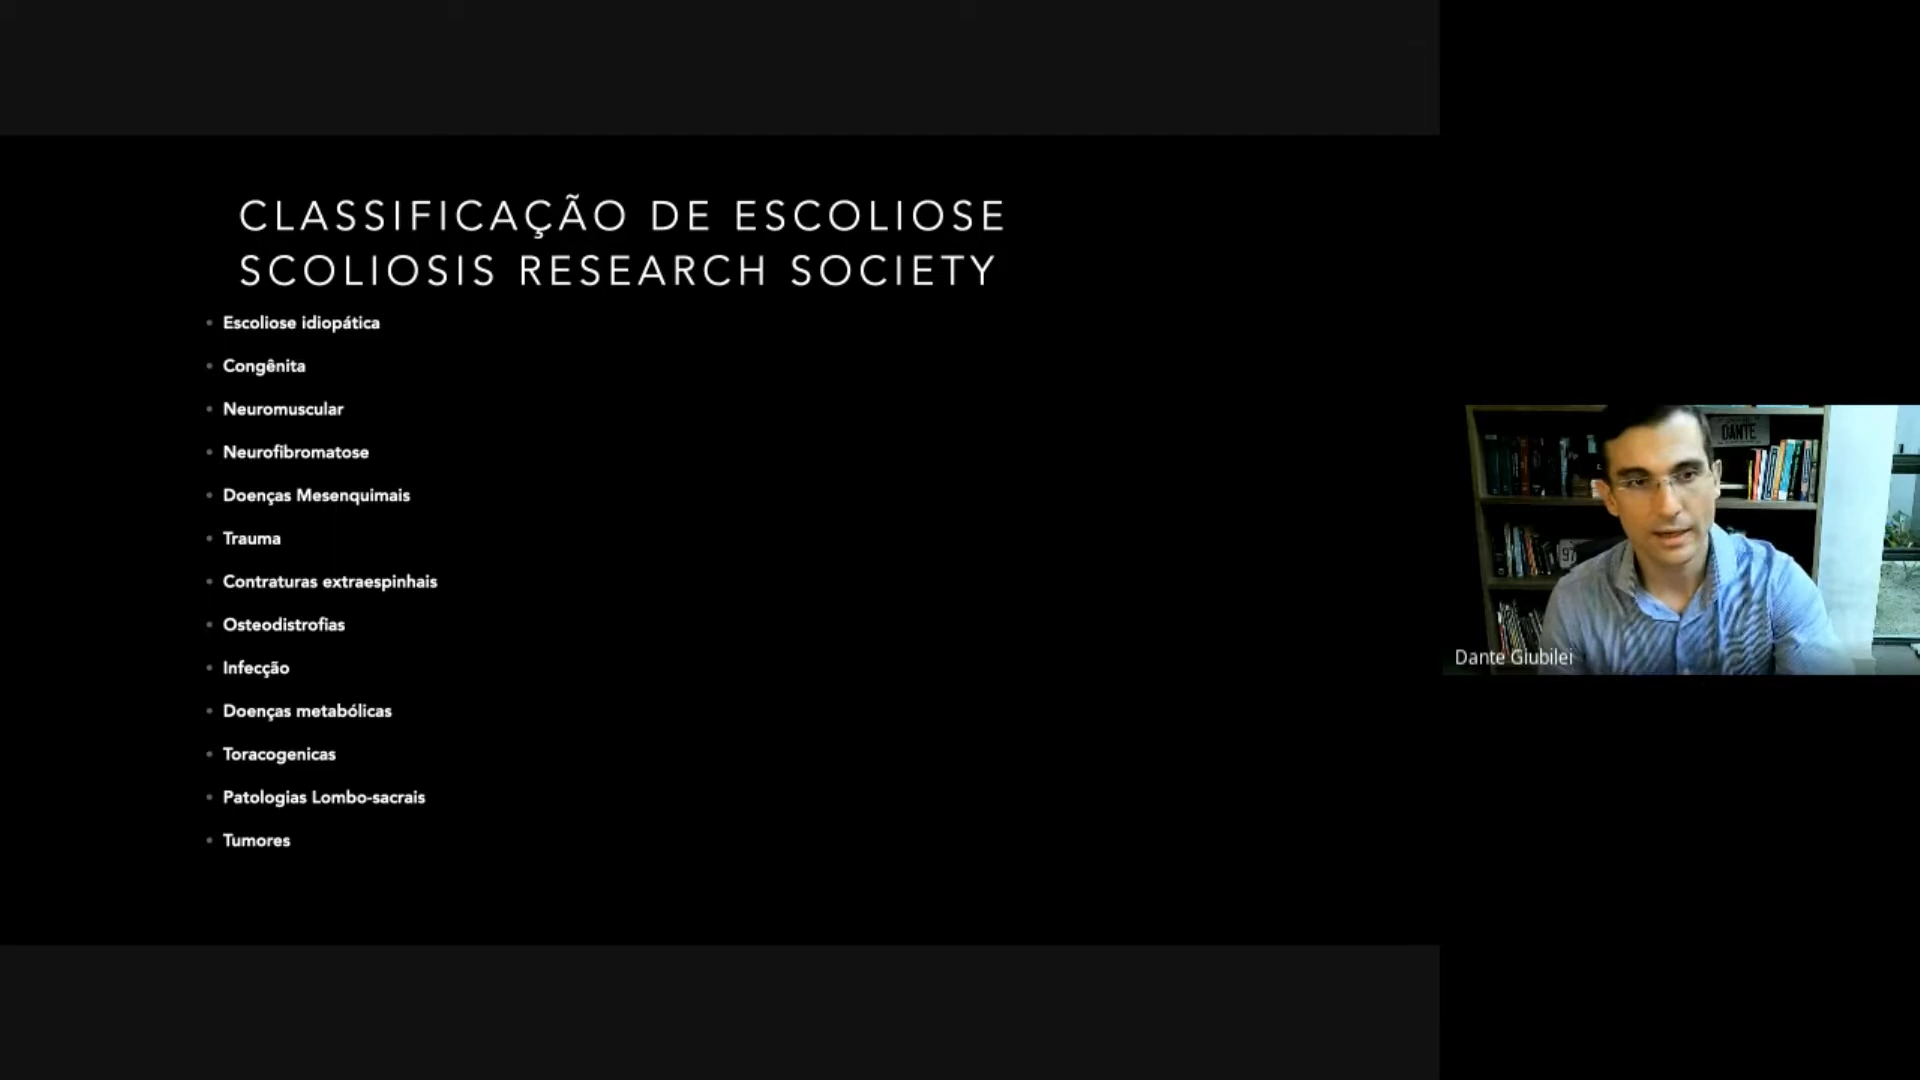 CLASSIFICAÇÃO DE ESCOLIOSE
SCOLIOSIS RESEARCH SOCIETY
Escoliose idiopática
Congênita
Neuromuscular
Neurofibromatose
Doenças Mesenquimais
Trauma
Contraturas extraespinhais
Osteodistrofias
Infecção
Doenças metabólicas
Toracogenicas
Patologias Lombo-sacrais
Tumores
DANTE
97
Dante Giubilei